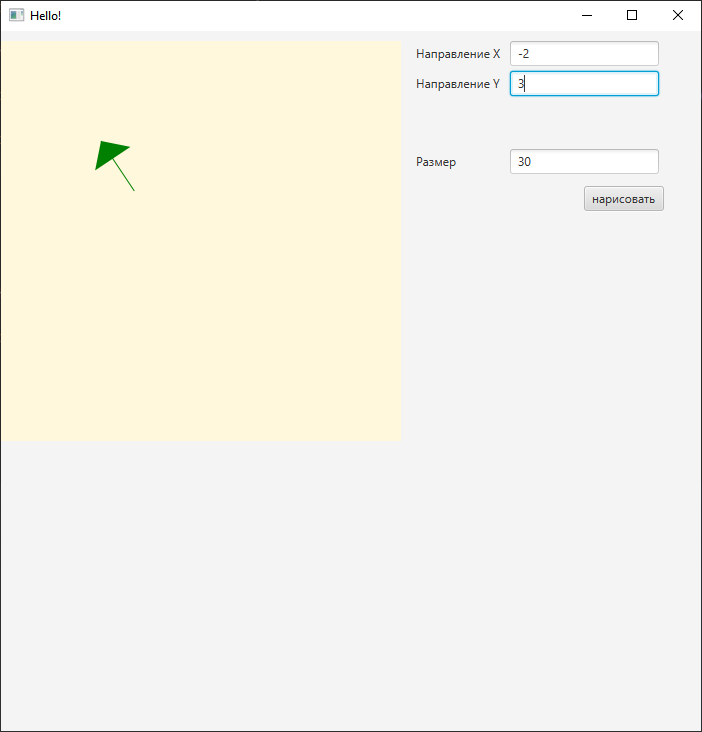 Hello!
Направление X -2
Направление Y 3
Размер 30
нарисовать